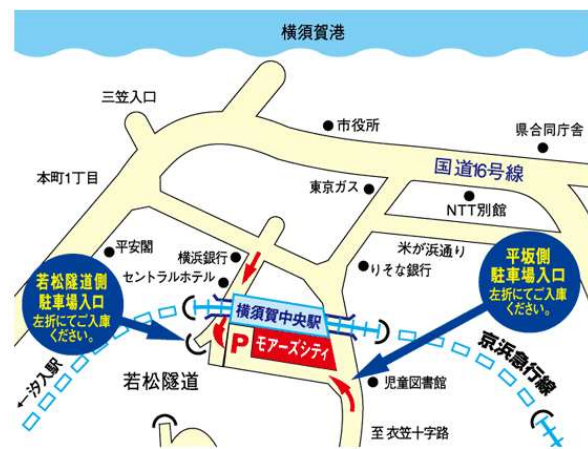 横須賀港
三笠入口
市役所
県合同庁舎
国道16号線
本町1丁目
東京ガス
NTT別館
米が浜通り
平安閣
横浜銀行
セントラルホテル
りそな銀行
若松隧道側
駐車場入口
左折にてご入庫
ください。
平坂側
駐車場入口
左折にてご入庫
ください。
横須賀中央駅
P モアーズシティ
京浜急行線
←汐入駅
若松隧道
児童図書館
至 衣笠十字路